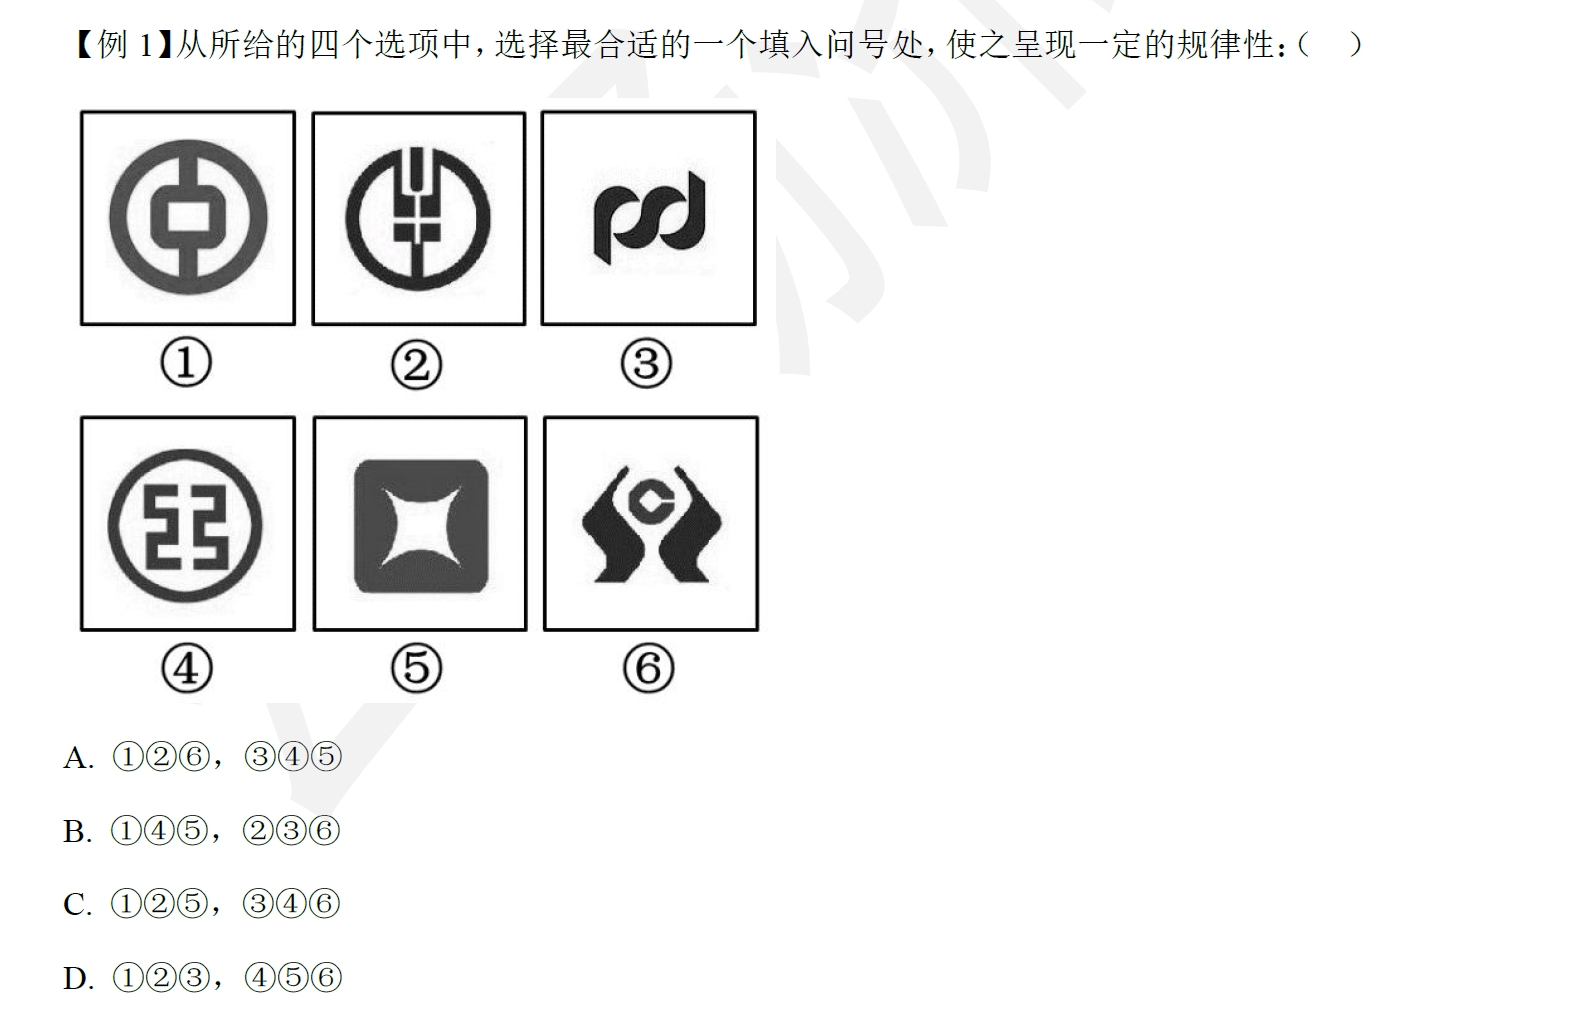 【例 1】从所给的四个选项中,选择最合适的一个填入问号处,使之呈现一定的规律性:（ ）
① ② ③
④ ⑤ ⑥
A. ①②⑥，③④⑤
B. ①④⑤，②③⑥
C. ①②⑤，③④⑥
D. ①②③，④⑤⑥